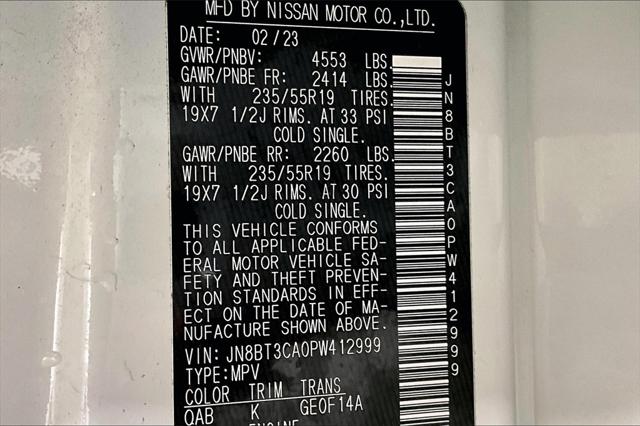 MFD BY NISSAN MOTOR CO.,LTD.
DATE: 02/23
GVWR/PNBV: 4553 LBS.
GAWR/PNBE FR: 2414 LBS.
WITH 235/55R19 TIRES.
19X7 1/2J RIMS. AT 33 PSI
COLD SINGLE.
GAWR/PNBE RR: 2260 LBS.
WITH 235/55R19 TIRES.
19X7 1/2J RIMS. AT 30 PSI
COLD SINGLE.
THIS VEHICLE CONFORMS
TO ALL APPLICABLE FED-
ERAL MOTOR VEHICLE SA-
FETY AND THEFT PREVEN-
TION STANDARDS IN EFF-
ECT ON THE DATE OF MA-
NUFACTURE SHOWN ABOVE.
VIN: JN8BT3CA0PW412999
TYPE:MPV
COLOR TRIM TRANS
QAB K GE0F14A
ENGINE
JN8BT3CA0PW412999